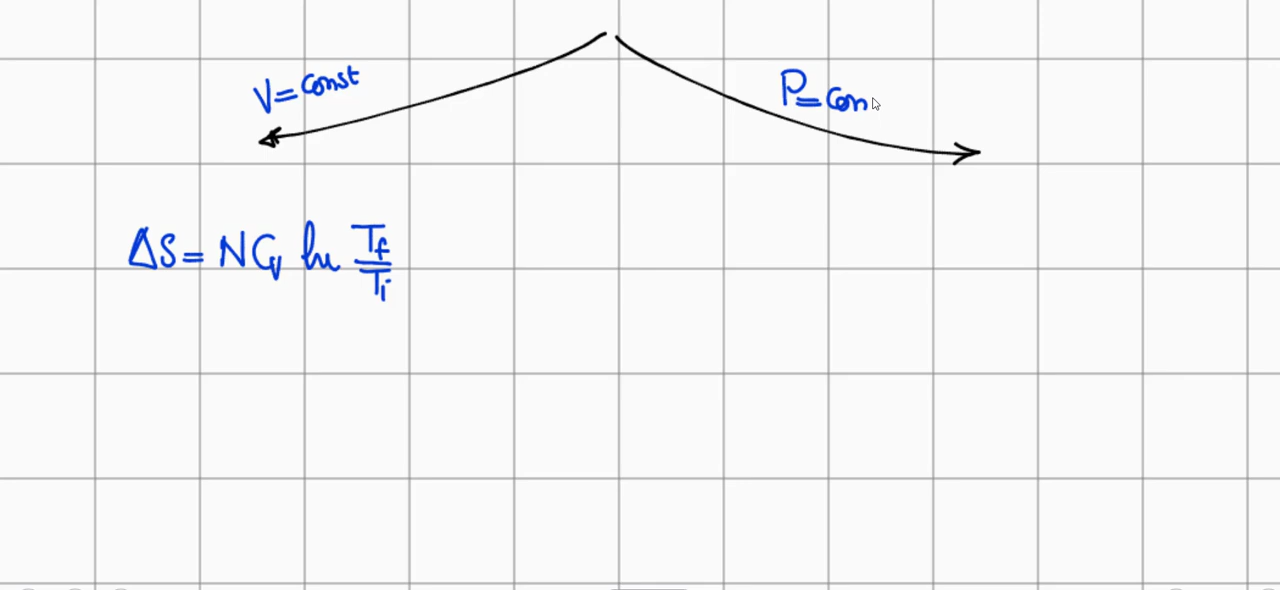 V=const
P=con
ΔS= NCv ln Tf/Ti